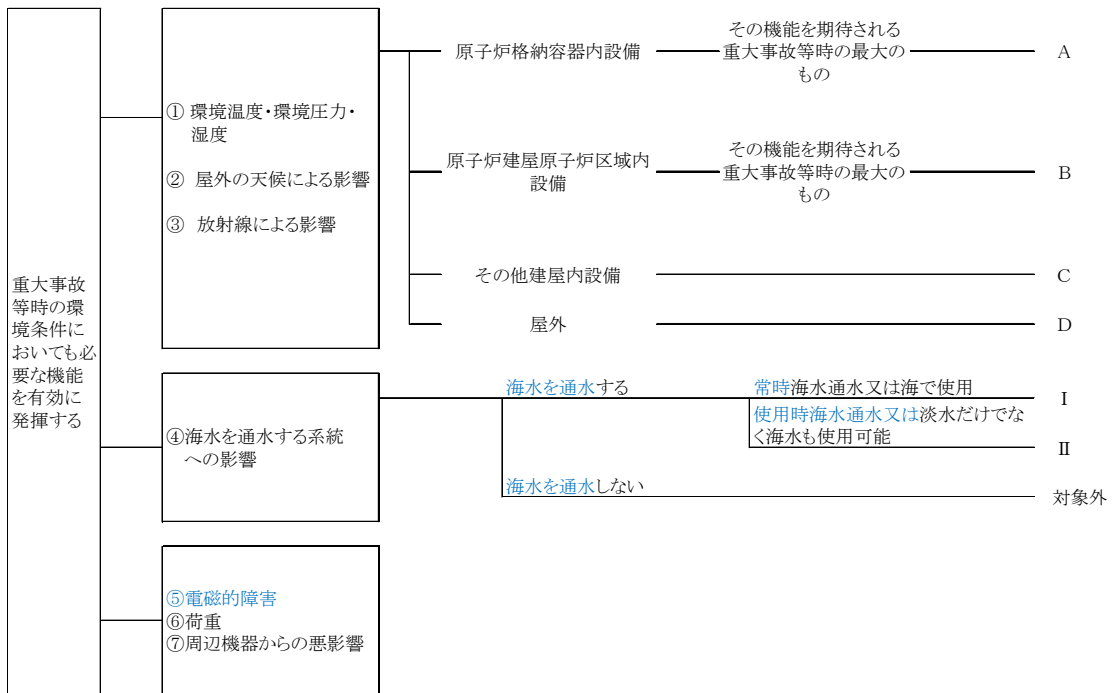 重大事故
等時の環
境条件に
おいても必
要な機能
を有効に
発揮する
① 環境温度・環境圧力・
湿度
② 屋外の天候による影響
③ 放射線による影響
原子炉格納容器内設備
その機能を期待される
重大事故等時の最大の
もの
A
原子炉建屋原子炉区域内
設備
その機能を期待される
重大事故等時の最大の
もの
B
その他建屋内設備
C
屋外
D
④海水を通水する系統
への影響
海水を通水する
常時海水通水又は海で使用
Ⅰ
使用時海水通水又は淡水だけでな
く海水も使用可能
Ⅱ
海水を通水しない
対象外
⑤電磁的障害
⑥荷重
⑦周辺機器からの悪影響